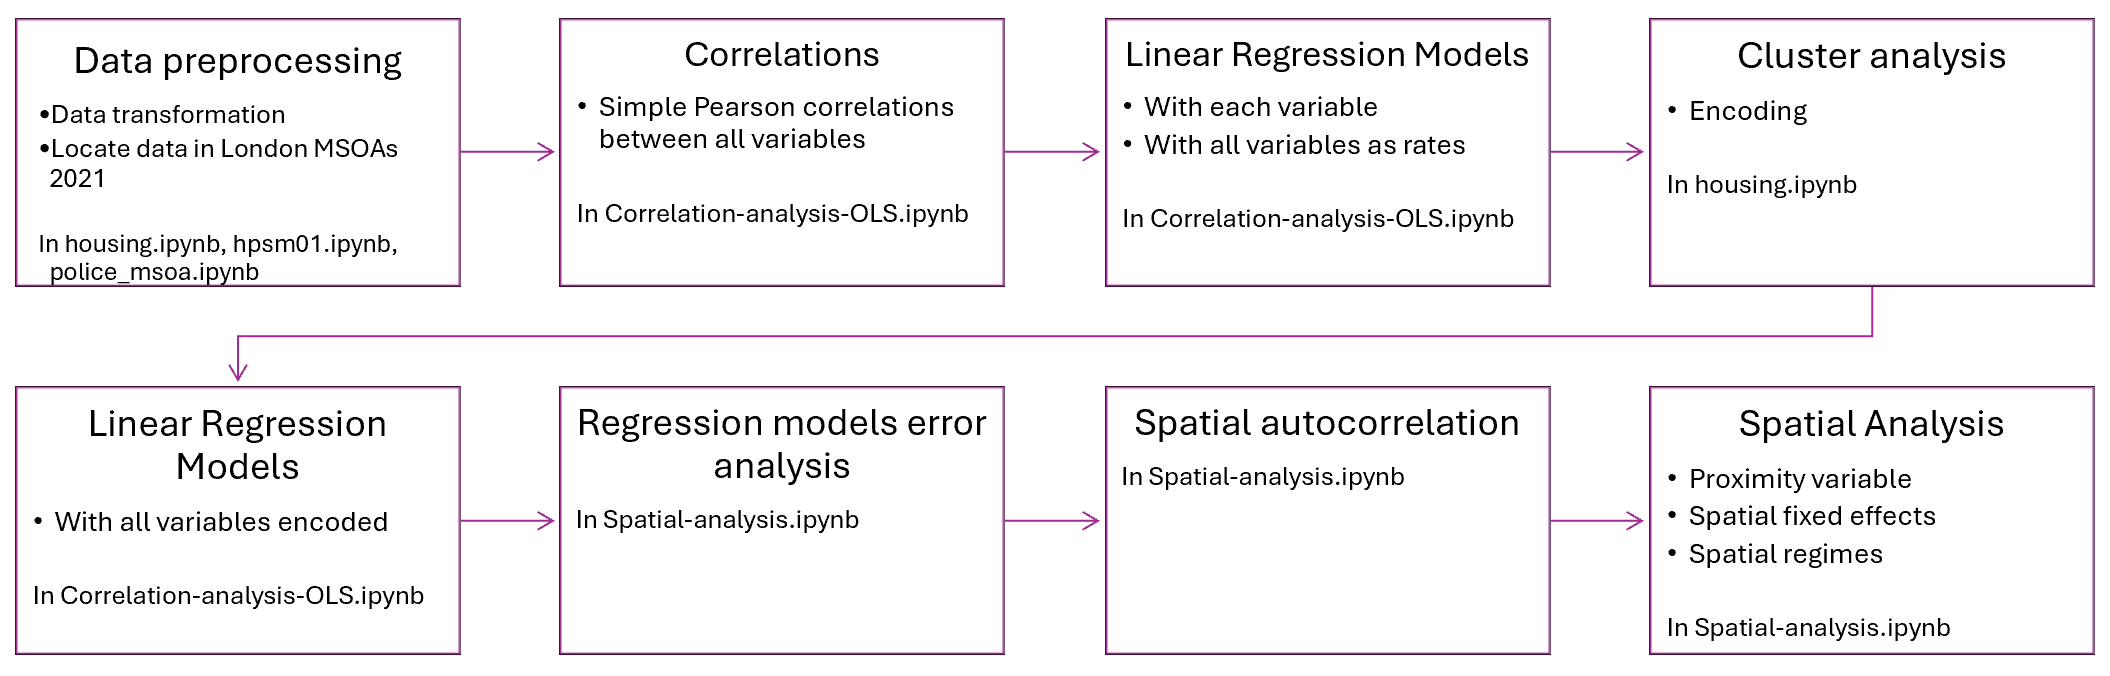 Data preprocessing
•Data transformation
•Locate data in London MSOAs
2021
In housing.ipynb, hpsm01.ipynb,
police_msoa.ipynb
Correlations
• Simple Pearson correlations
between all variables
In Correlation-analysis-OLS.ipynb
Linear Regression Models
• With each variable
• With all variables as rates
In Correlation-analysis-OLS.ipynb
Cluster analysis
• Encoding
In housing.ipynb
Linear Regression
Models
• With all variables encoded
In Correlation-analysis-OLS.ipynb
Regression models error
analysis
In Spatial-analysis.ipynb
Spatial autocorrelation
In Spatial-analysis.ipynb
Spatial Analysis
• Proximity variable
• Spatial fixed effects
• Spatial regimes
In Spatial-analysis.ipynb